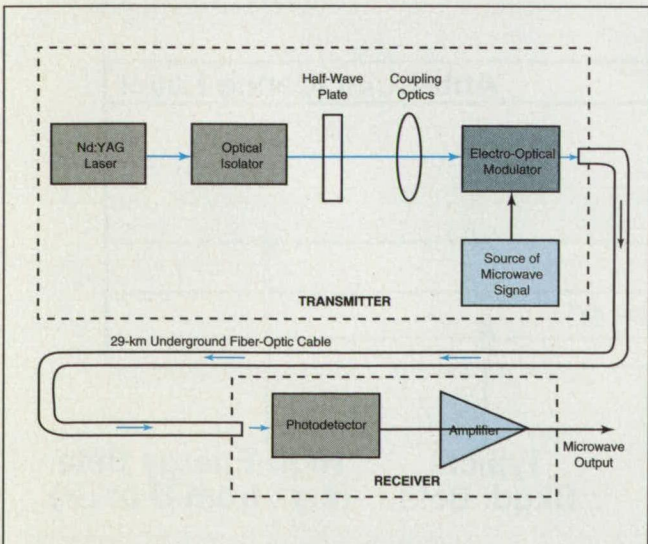 Half-Wave
Plate
Coupling
Optics
Nd:YAG
Laser
Optical
Isolator
Electro-Optical
Modulator
Source of
Microwave
Signal
TRANSMITTER
29-km Underground Fiber-Optic Cable
Photodetector
Amplifier
Microwave
Output
RECEIVER